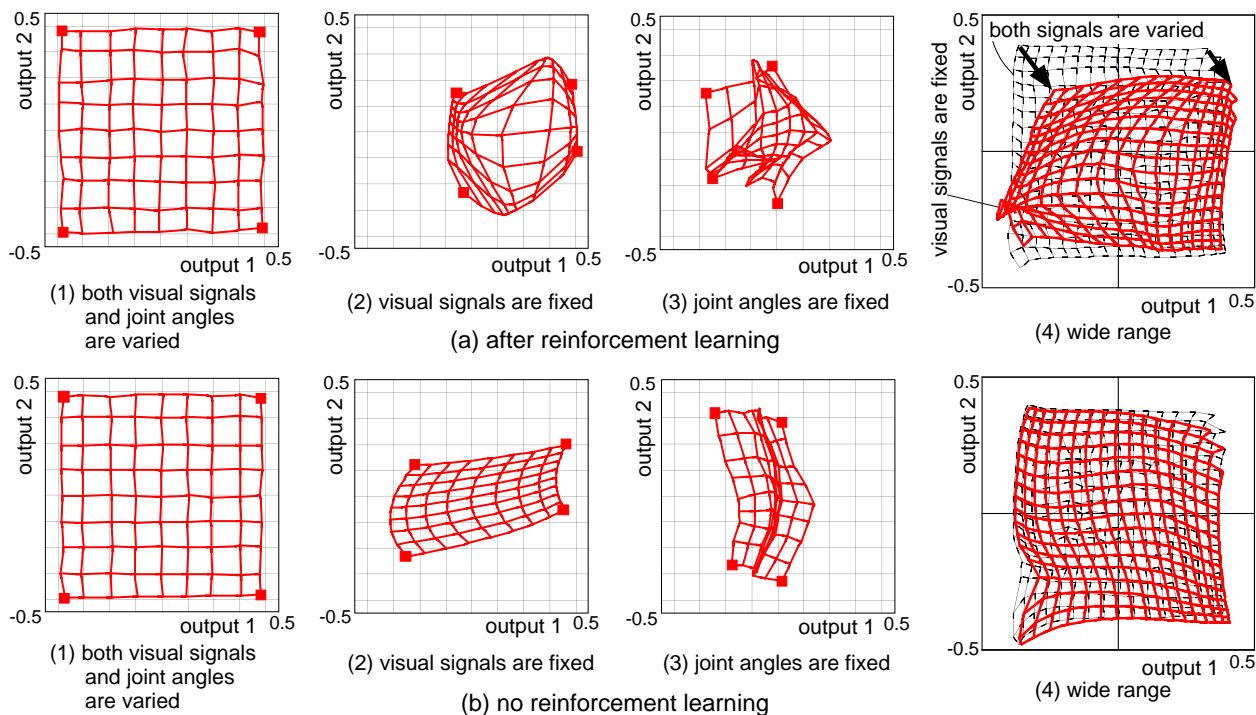 0.5
output 2
-0.5
output 1
0.5
(1) both visual signals
and joint angles
are varied
0.5
output 2
-0.5
output 1
0.5
(2) visual signals are fixed
0.5
output 2
-0.5
output 1
0.5
(3) joint angles are fixed
(a) after reinforcement learning
0.5
both signals are varied
output 2
visual signals are fixed
-0.5
output 1
0.5
(4) wide range
0.5
output 2
-0.5
output 1
0.5
(1) both visual signals
and joint angles
are varied
0.5
output 2
-0.5
output 1
0.5
(2) visual signals are fixed
0.5
output 2
-0.5
output 1
0.5
(3) joint angles are fixed
(b) no reinforcement learning
0.5
output 2
-0.5
output 1
0.5
(4) wide range